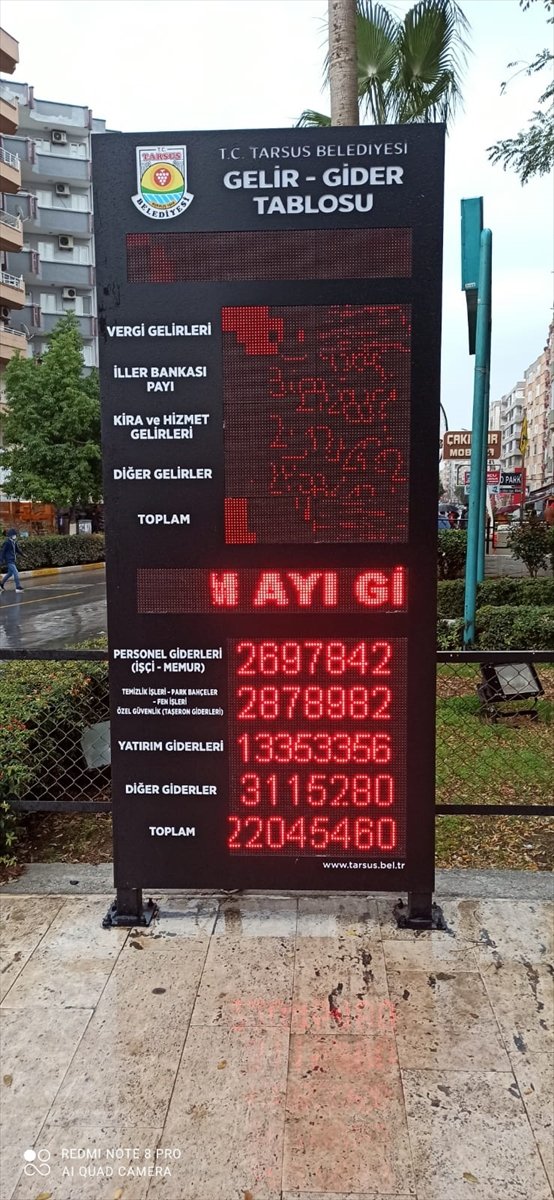 T.C.
TARSUS
BELEDİYESİ
T.C. TARSUS BELEDİYESİ
GELİR - GİDER
TABLOSU
VERGİ GELİRLERİ
İLLER BANKASI
PAYI
KİRA ve HİZMET
GELİRLERİ
DİĞER GELİRLER
TOPLAM
AYI Gİ
PERSONEL GİDERLERİ
(İŞÇİ - MEMUR)
2697842
TEMİZLİK İŞLERİ - PARK BAHÇELER
- FEN İŞLERİ
ÖZEL GÜVENLİK (TAŞERON GİDERLERİ)
2878982
YATIRIM GİDERLERİ
13353356
DİĞER GİDERLER
3115280
TOPLAM
22045460
www.tarsus.bel.tr
PARK
REDMI NOTE 8 PRO
AI QUAD CAMERA